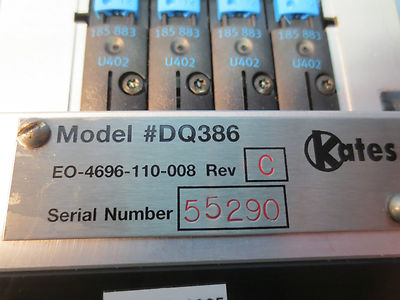 185 883 185 883 185 883 185 883
U402 U402 U402 U402
Model #DQ386
Kates
EO-4696-110-008 Rev C
Serial Number 55290